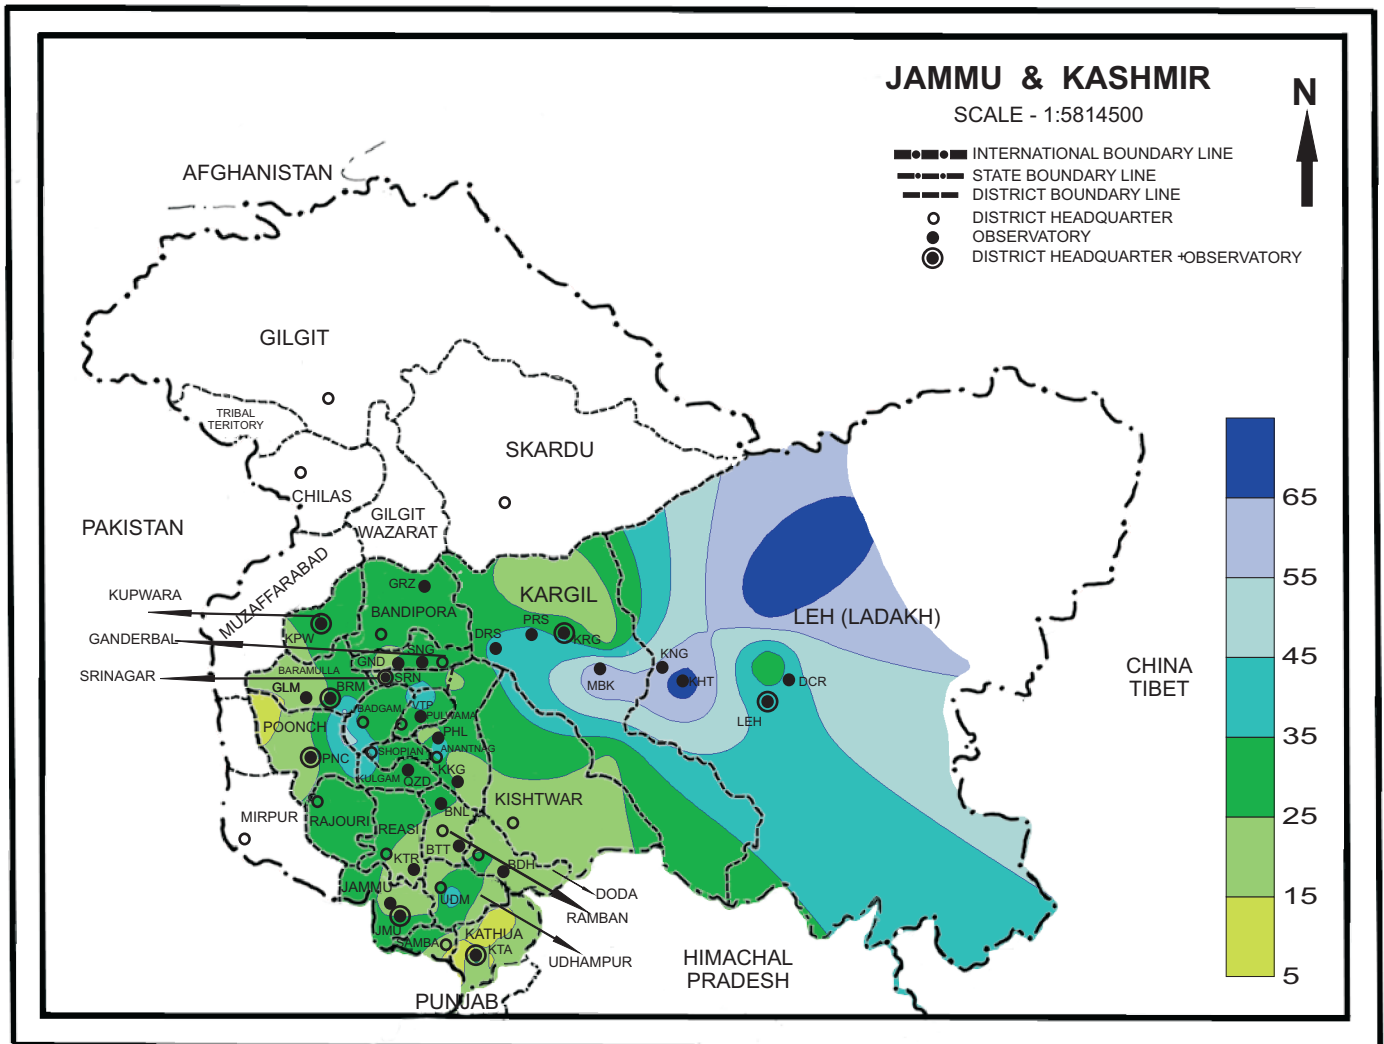 JAMMU & KASHMIR
SCALE - 1:5814500
N
INTERNATIONAL BOUNDARY LINE
STATE BOUNDARY LINE
DISTRICT BOUNDARY LINE
DISTRICT HEADQUARTER
OBSERVATORY
DISTRICT HEADQUARTER +OBSERVATORY
AFGHANISTAN
GILGIT
TRIBAL
TERITORY
SKARDU
CHILAS
GILGIT
WAZARAT
PAKISTAN
MUZAFFARABAD
KUPWARA
GANDERBAL
SRINAGAR
GRZ
BANDIPORA
KPW
KARGIL
PRS
KRG
DRS
SNG
GND
BARAMULLA
SRN
GLM
BRM
BADGAM
VTP
PULWAMA
POONCH
PHL
PNC
SHOPIAN
ANANTNAG
KULGAM
QZD
KKG
LEH (LADAKH)
KNG
KHT
MBK
DCR
LEH
CHINA
TIBET
MIRPUR
RAJOURI
REASI
BNL
KISHTWAR
BTT
KTR
BDH
JAMMU
UDM
DODA
RAMBAN
JMU
SAMBA
KATHUA
KTA
UDHAMPUR
HIMACHAL
PRADESH
PUNJAB
65
55
45
35
25
15
5